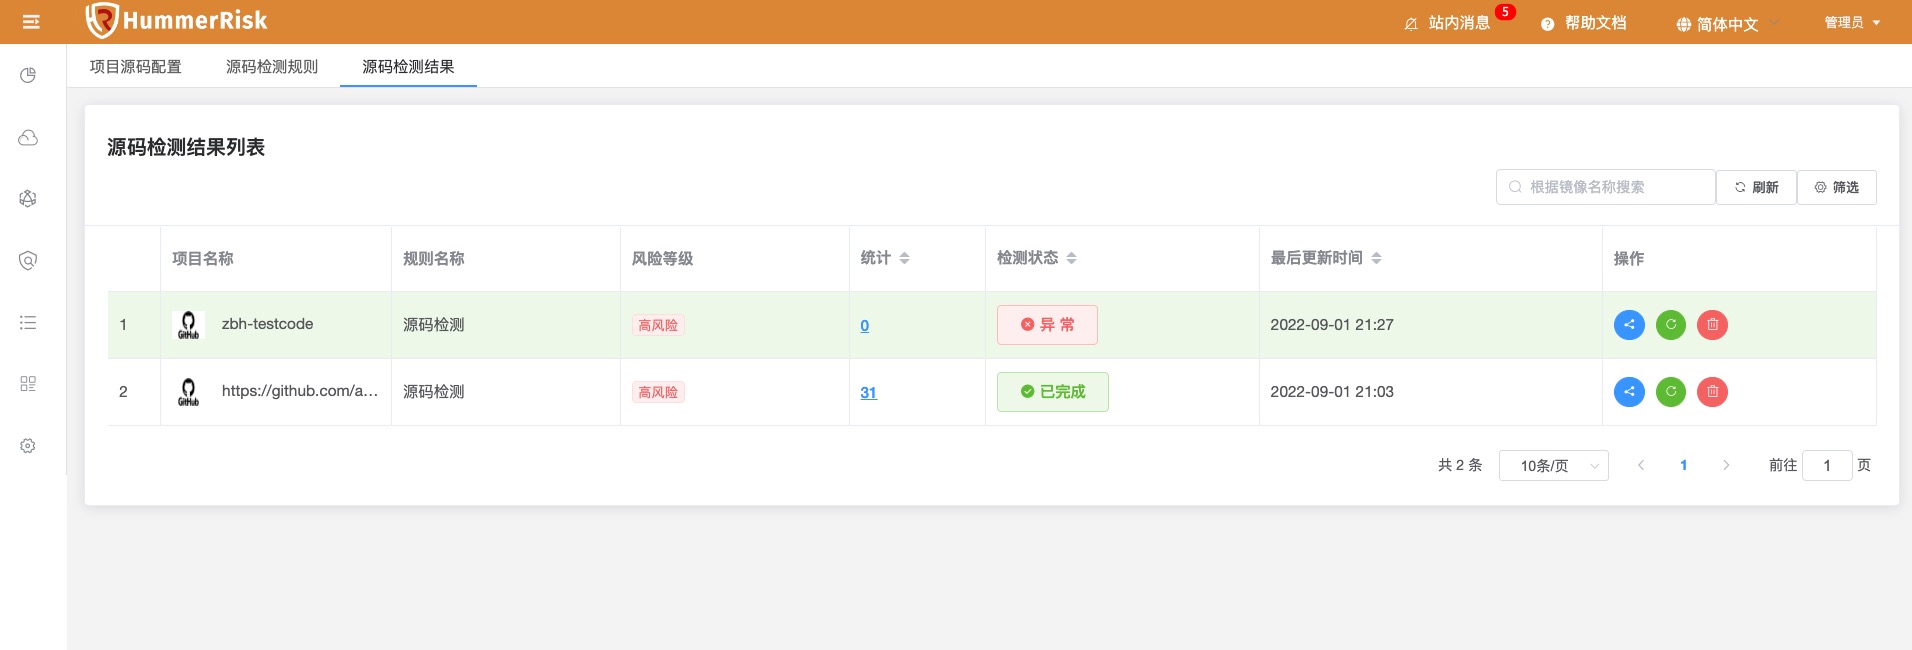 HummerRisk
站内消息 5 帮助文档 简体中文 管理员
项目源码配置 源码检测规则 源码检测结果
源码检测结果列表
根据镜像名称搜索 刷新 筛选
项目名称 规则名称 风险等级 统计 检测状态 最后更新时间 操作
1 GitHub zbh-testcode 源码检测 高风险 0 异 常 2022-09-01 21:27
2 GitHub https://github.com/a... 源码检测 高风险 31 已完成 2022-09-01 21:03
共 2 条 10条/页 1 前往 1 页